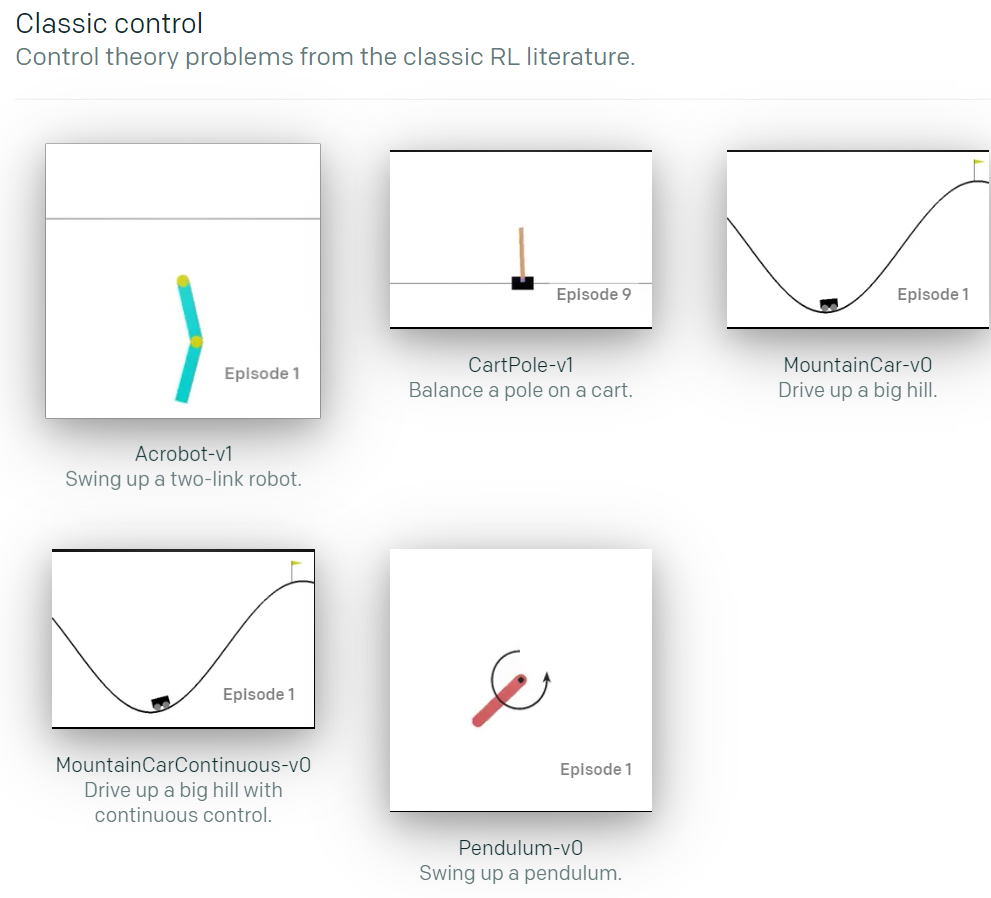 Classic control
Control theory problems from the classic RL literature.
Episode 1
Acrobot-v1
Swing up a two-link robot.
Episode 9
CartPole-v1
Balance a pole on a cart.
Episode 1
MountainCar-v0
Drive up a big hill.
Episode 1
MountainCarContinuous-v0
Drive up a big hill with
continuous control.
Episode 1
Pendulum-v0
Swing up a pendulum.